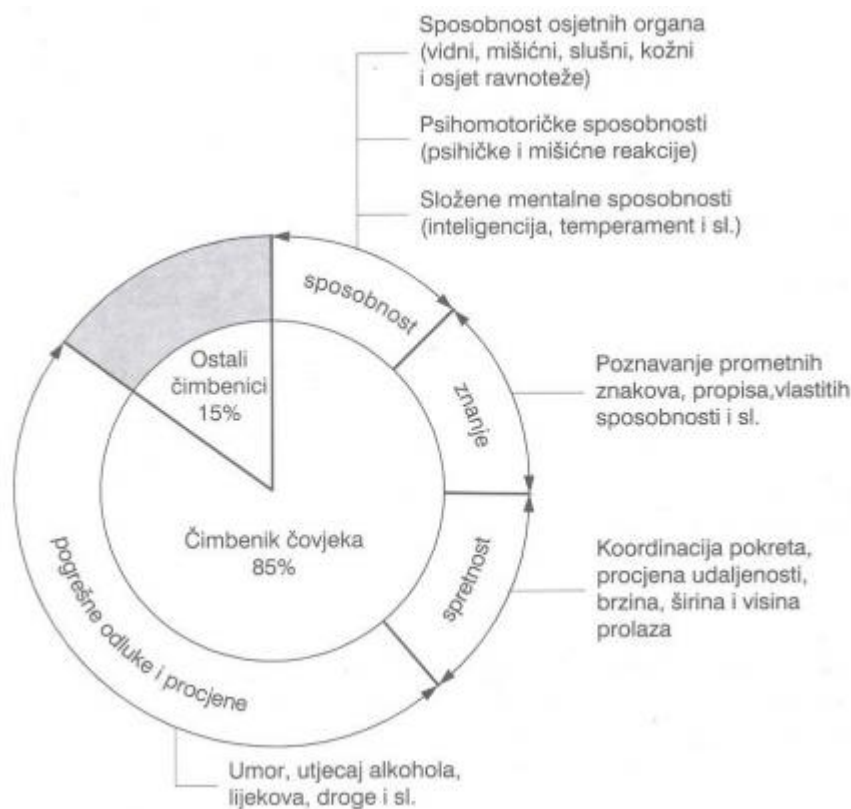 Sposobnost osjetnih organa
(vidni, mišićni, slušni, kožni
i osjet ravnoteže)
Psihomotoričke sposobnosti
(psihičke i mišićne reakcije)
Složene mentalne sposobnosti
(inteligencija, temperament i sl.)
sposobnost
Ostali
čimbenici
15%
znanje
Poznavanje prometnih
znakova, propisa,vlastitih
sposobnosti i sl.
Čimbenik čovjeka
85%
spretnost
Koordinacija pokreta,
procjena udaljenosti,
brzina, širina i visina
prolaza
pogrešne odluke i procjene
Umor, utjecaj alkohola,
lijekova, droge i sl.